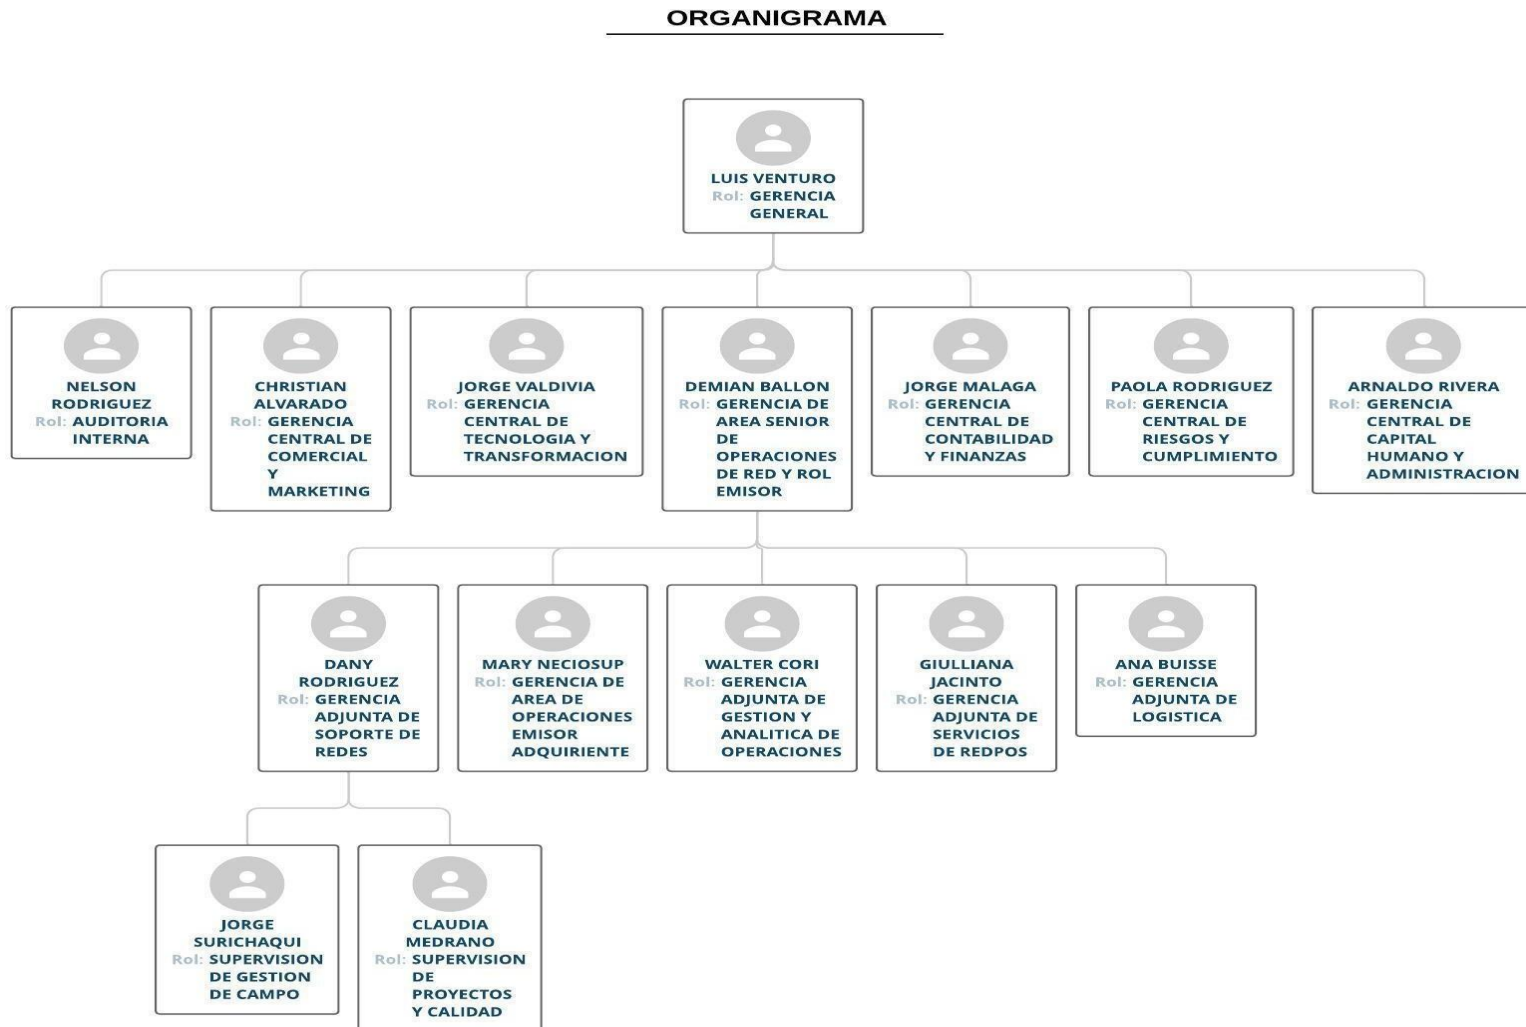 ORGANIGRAMA
LUIS VENTURO
Rol: GERENCIA
GENERAL
NELSON
RODRIGUEZ
Rol: AUDITORIA
INTERNA
CHRISTIAN
ALVARADO
Rol: GERENCIA
CENTRAL DE
COMERCIAL
Y
MARKETING
JORGE VALDIVIA
Rol: GERENCIA
CENTRAL DE
TECNOLOGIA Y
TRANSFORMACION
DEMIAN BALLON
Rol: GERENCIA DE
AREA SENIOR
DE
OPERACIONES
DE RED Y ROL
EMISOR
JORGE MALAGA
Rol: GERENCIA
CENTRAL DE
CONTABILIDAD
Y FINANZAS
PAOLA RODRIGUEZ
Rol: GERENCIA
CENTRAL DE
RIESGOS Y
CUMPLIMIENTO
ARNALDO RIVERA
Rol: GERENCIA
CENTRAL DE
CAPITAL
HUMANO Y
ADMINISTRACION
DANY
RODRIGUEZ
Rol: GERENCIA
ADJUNTA DE
SOPORTE DE
REDES
MARY NECIOSUP
Rol: GERENCIA DE
AREA DE
OPERACIONES
EMISOR
ADQUIRIENTE
WALTER CORI
Rol: GERENCIA
ADJUNTA DE
GESTION Y
ANALITICA DE
OPERACIONES
GIULLIANA
JACINTO
Rol: GERENCIA
ADJUNTA DE
SERVICIOS
DE REDPOS
ANA BUISSE
Rol: GERENCIA
ADJUNTA DE
LOGISTICA
JORGE
SURICHAQUI
Rol: SUPERVISION
DE GESTION
DE CAMPO
CLAUDIA
MEDRANO
Rol: SUPERVISION
DE
PROYECTOS
Y CALIDAD